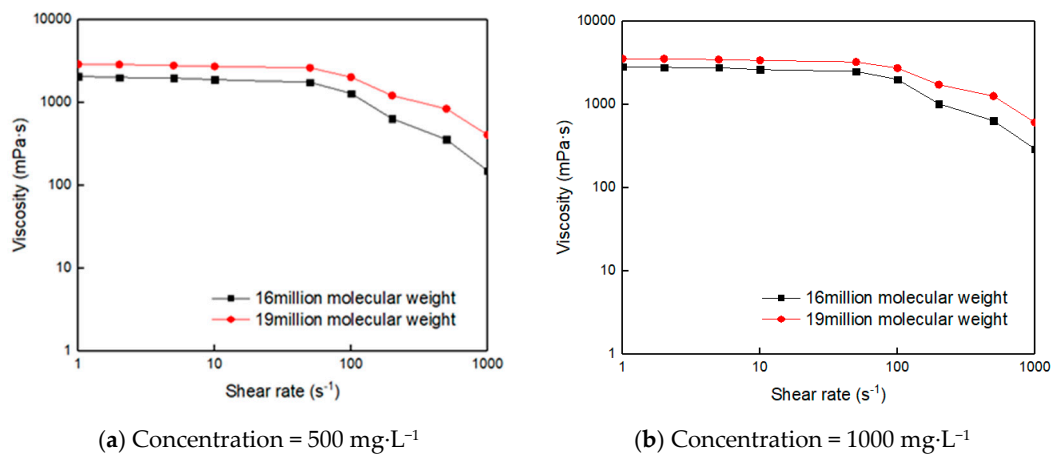 10000
1000
100
10
1
Viscosity (mPa·s)
16million molecular weight
19million molecular weight
1 10 100 1000
Shear rate (s⁻¹)
(a) Concentration = 500 mg·L⁻¹
10000
1000
100
10
1
Viscosity (mPa·s)
16million molecular weight
19million molecular weight
1 10 100 1000
Shear rate (s⁻¹)
(b) Concentration = 1000 mg·L⁻¹